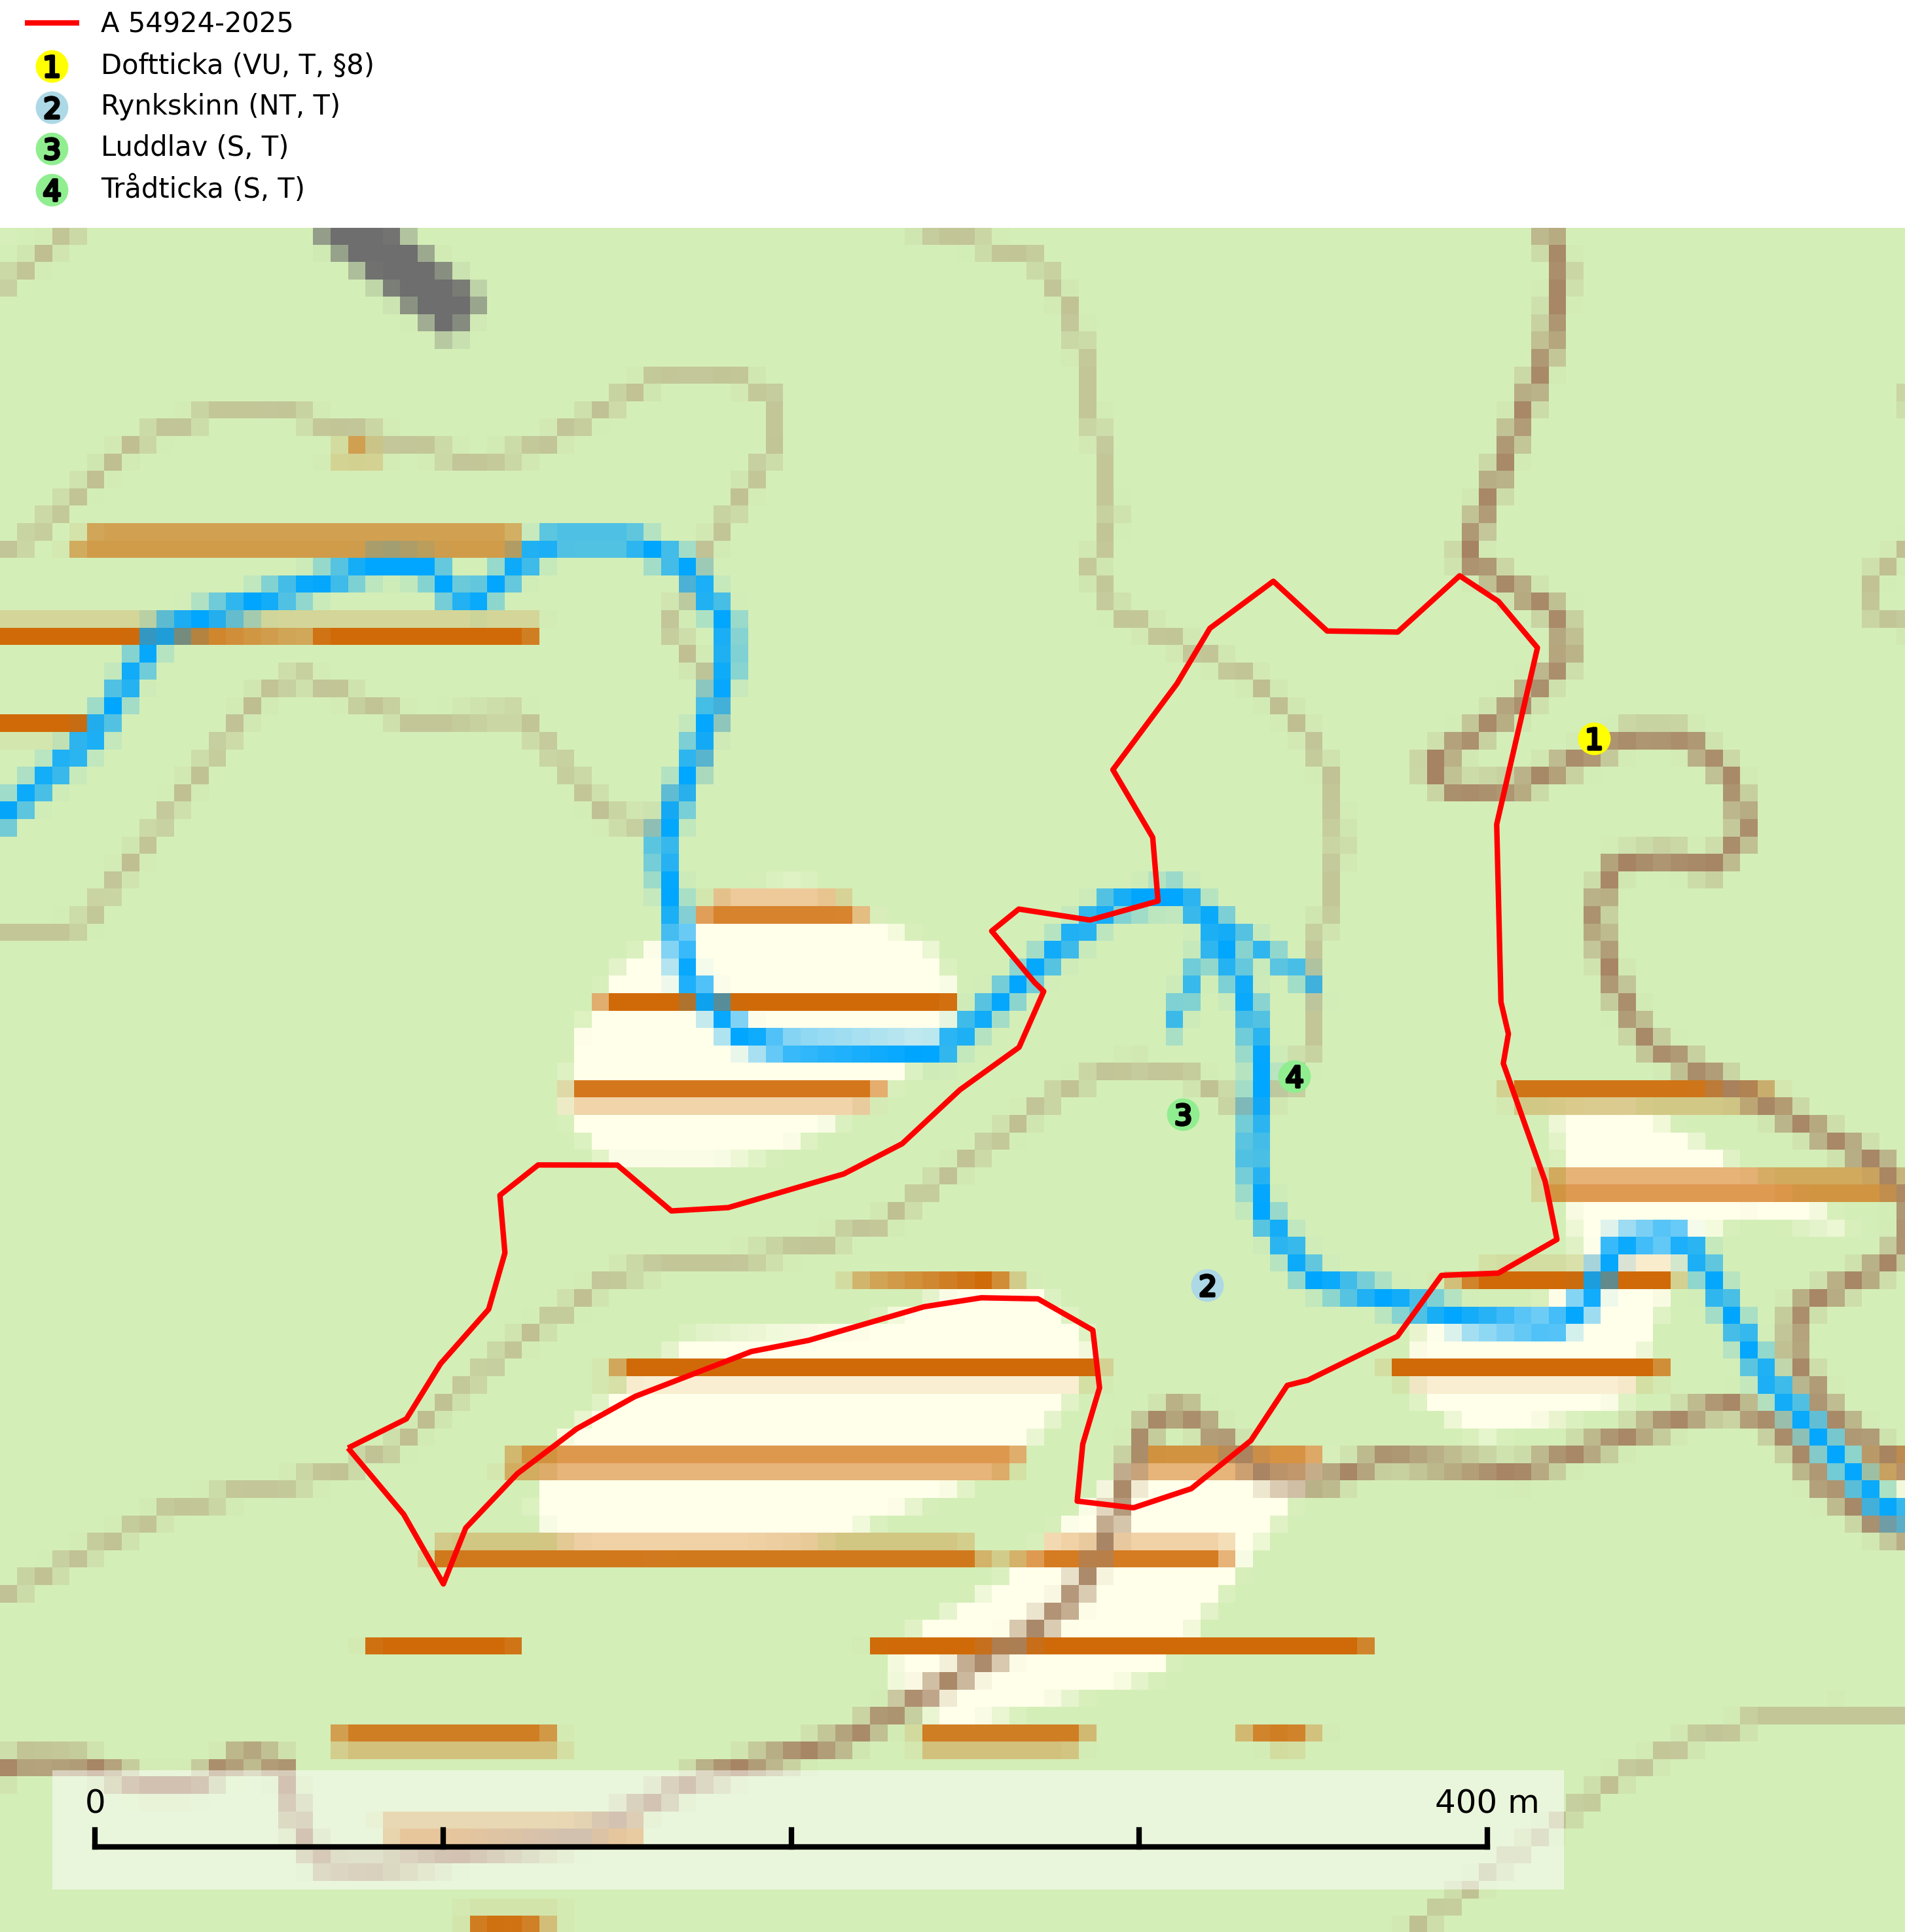 A 54924-2025
1 Doftticka (VU, T, §8)
2 Rynkskinn (NT, T)
3 Luddlav (S, T)
4 Trådticka (S, T)
1
4
3
2
0 400 m